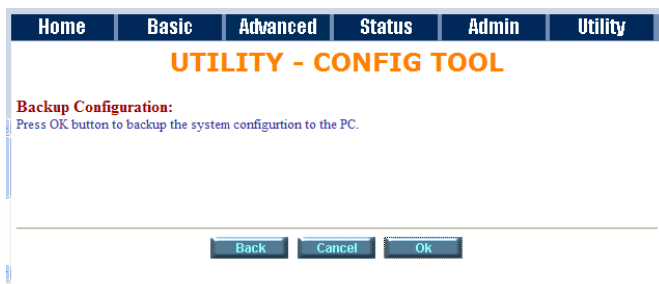 Home Basic Advanced Status Admin Utility
UTILITY - CONFIG TOOL
Backup Configuration:
Press OK button to backup the system configurtion to the PC.
Back Cancel Ok